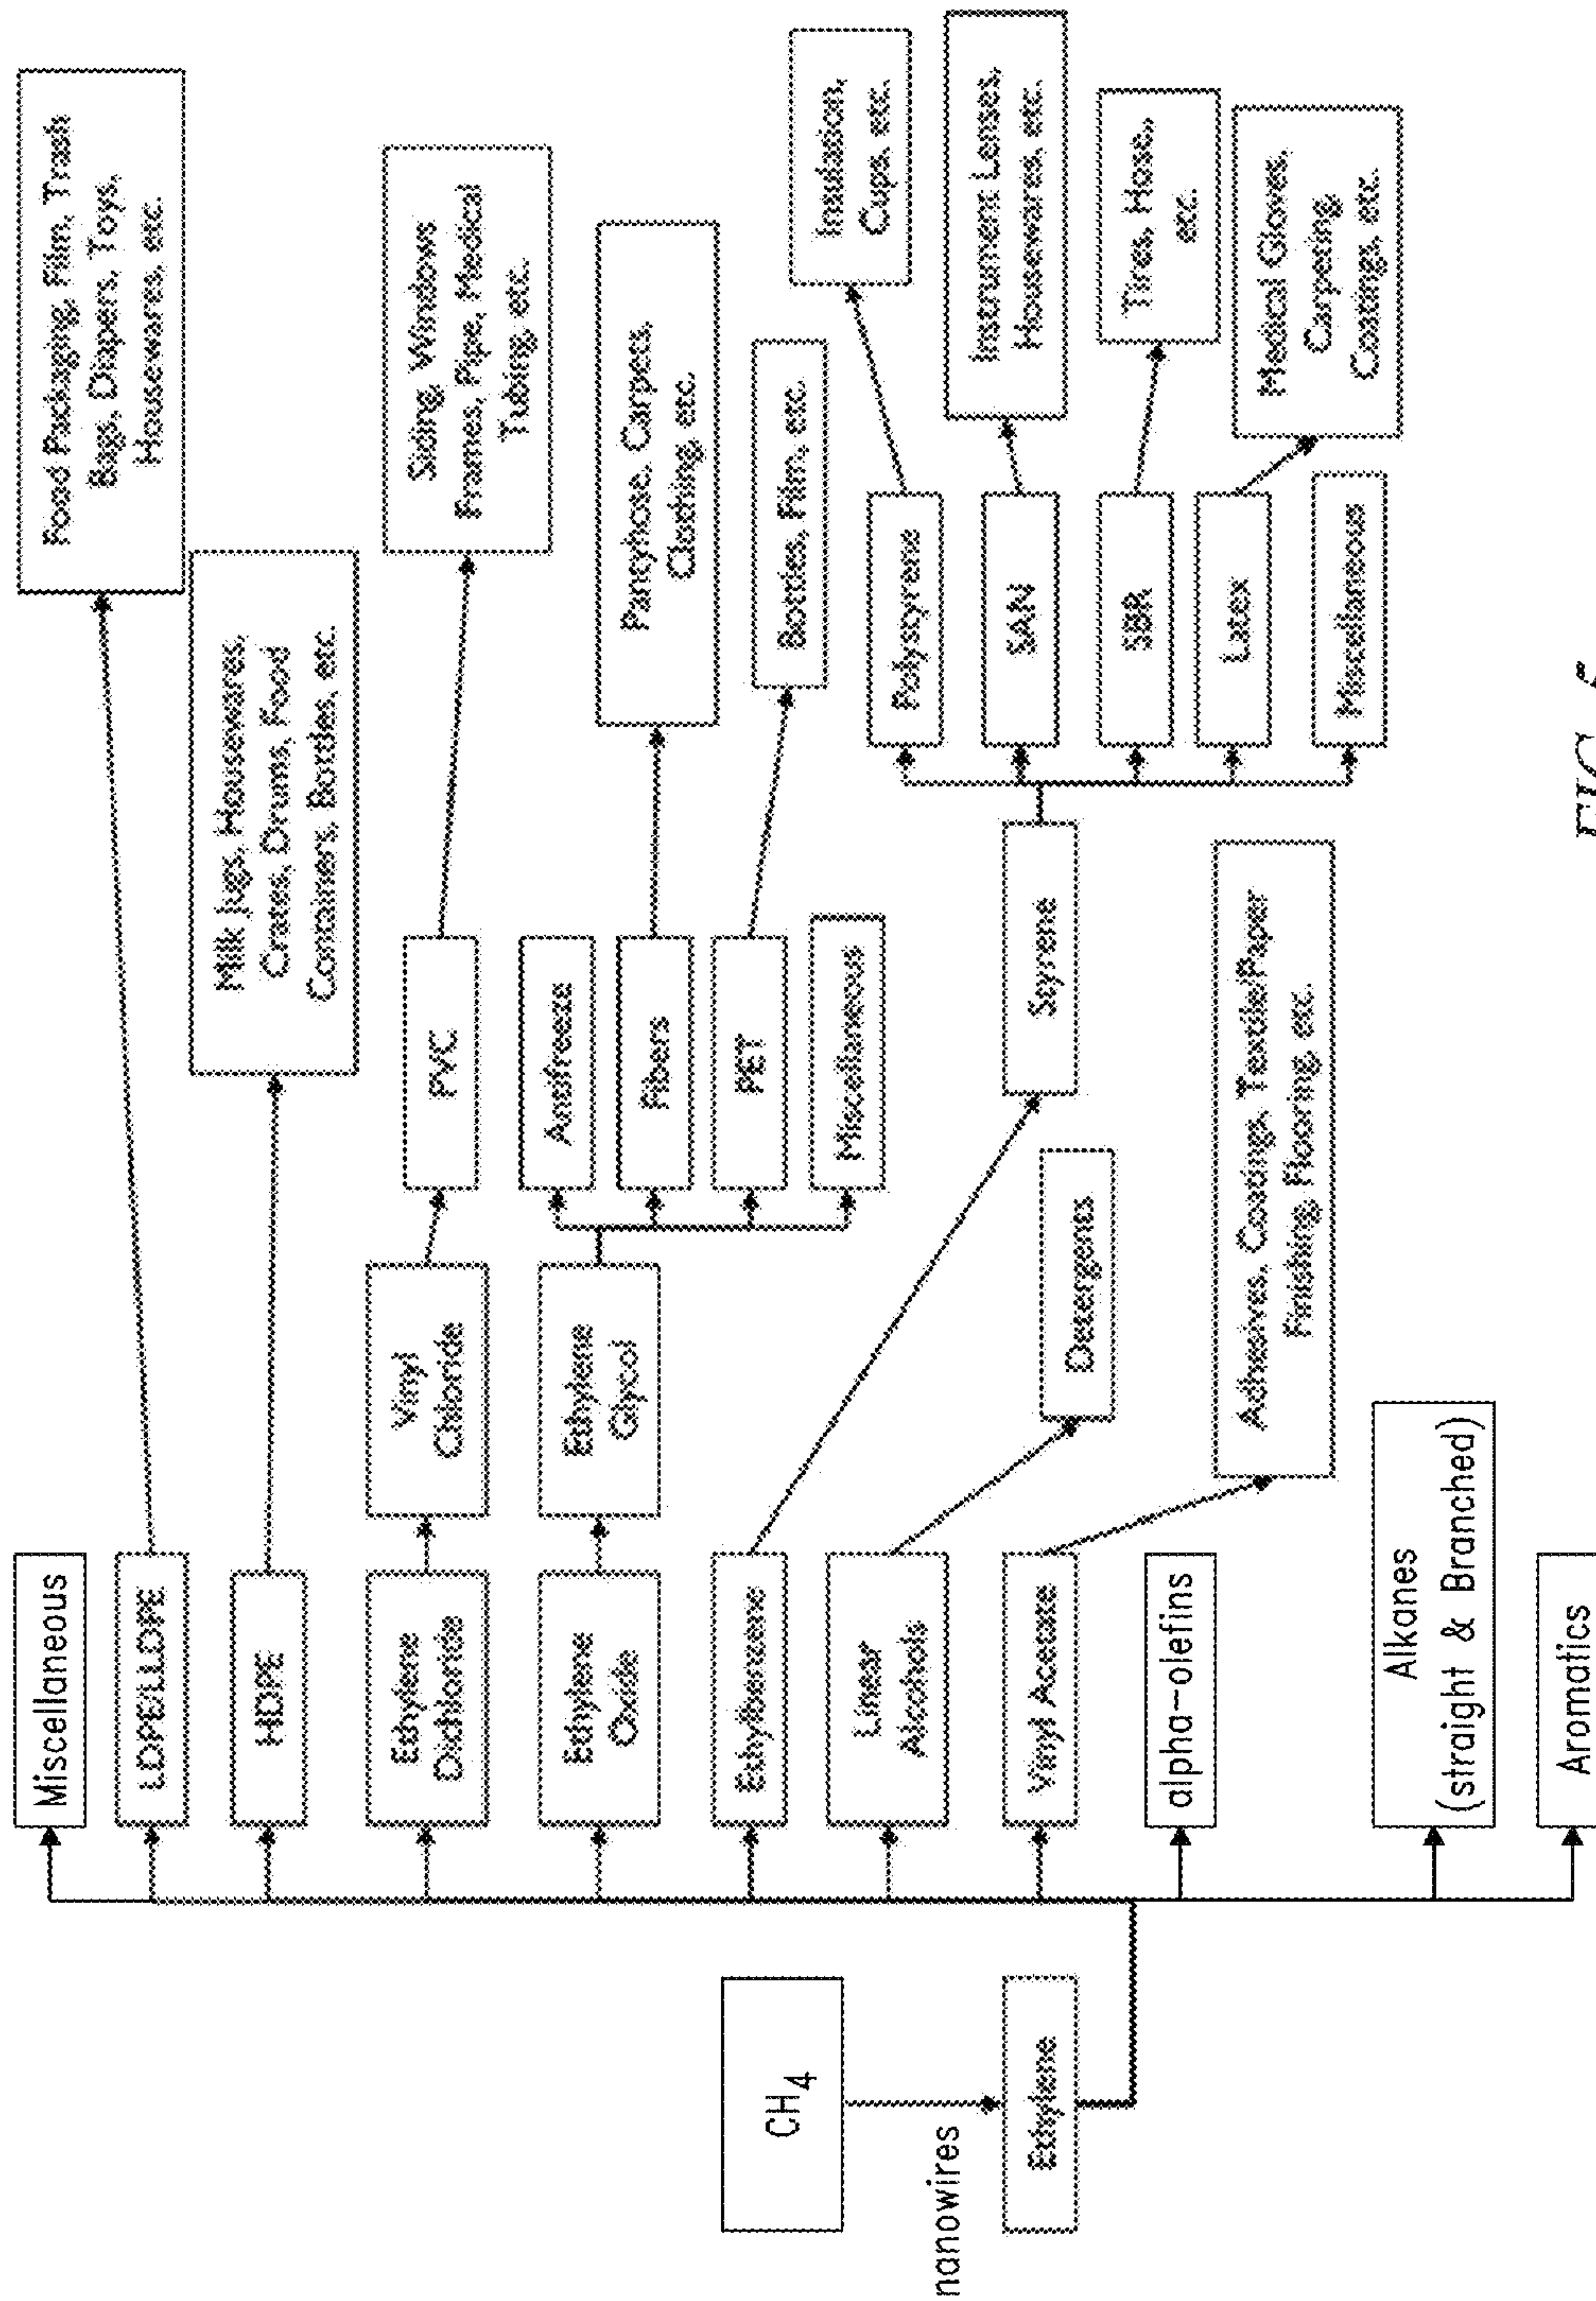 CH4
nanowires
Ethylene
Miscellaneous
LDPE/LLDPE
Food Packaging, Film, Trash
Bags, Diapers, Toys,
Housewares, etc.
HDPE
Milk Jugs, Housewares,
Crates, Drums, Food
Containers, Bottles, etc.
Ethylene
Dichloride
Vinyl
Chloride
PVC
Siding, Windows
Frames, Pipe, Medical
Tubing, etc.
Ethylene
Oxide
Ethylene
Glycol
Antifreeze
Fibers
Pantyhose, Carpets,
Clothing, etc.
PET
Bottles, Film, etc.
Miscellaneous
Ethylbenzene
Styrene
Polystyrene
Insulation,
Cups, etc.
SAN
Instrument Lenses,
Housewares, etc.
SBR
Tires, Hose,
etc.
Latex
Medical Gloves,
Carpeting,
Coatings, etc.
Miscellaneous
Linear
Alcohols
Detergents
Vinyl Acetate
Adhesives, Coatings, Textile/Paper
Finishing, Flooring, etc.
alpha-olefins
Alkanes
(straight & Branched)
Aromatics
FIG.